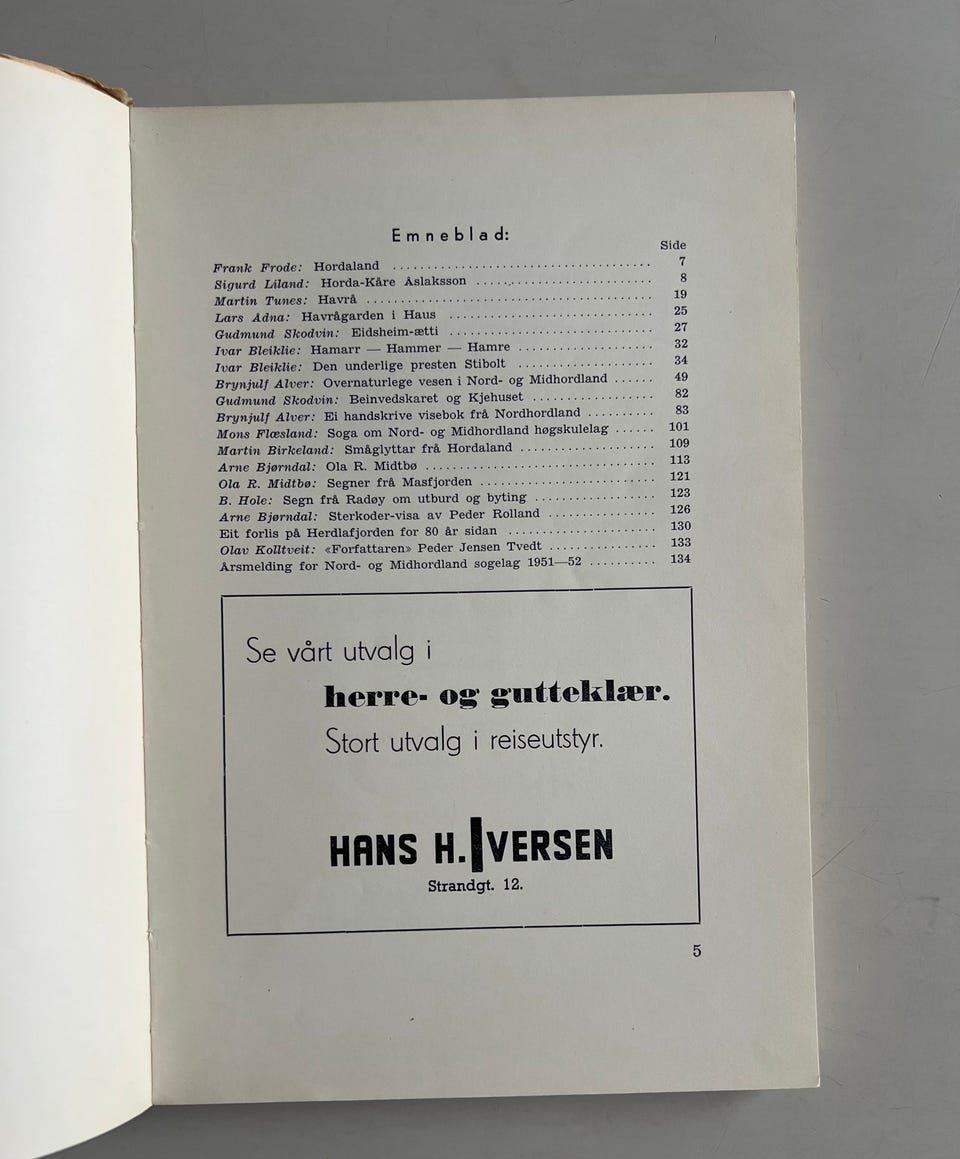 Emneblad:
Side
Frank Frode: Hordaland ........ 7
Sigurd Liland: Horda-Kåre Åslaksson ........ 8
Martin Tunes: Havrå ........ 19
Lars Adna: Havrågarden i Haus ........ 25
Gudmund Skodvin: Eidsheim-ætti ........ 27
Ivar Bleiklie: Hamarr — Hammer — Hamre ........ 32
Ivar Bleiklie: Den underlige presten Stibolt ........ 34
Brynjulf Alver: Overnaturlege vesen i Nord- og Midhordland ...... 49
Gudmund Skodvin: Beinvedskaret og Kjehuset ........ 82
Brynjulf Alver: Ei handskrive visebok frå Nordhordland .......... 83
Mons Flæsland: Soga om Nord- og Midhordland høgskulelag ...... 101
Martin Birkeland: Småglyttar frå Hordaland ........ 109
Arne Bjørndal: Ola R. Midtbø ........ 113
Ola R. Midtbø: Segner frå Masfjorden ........ 121
B. Hole: Segn frå Radøy om utburd og byting ........ 123
Arne Bjørndal: Sterkoder-visa av Peder Rolland ........ 126
Eit forlis på Herdlafjorden for 80 år sidan ........ 130
Olav Kolltveit: «Forfattaren» Peder Jensen Tvedt ........ 133
Årsmelding for Nord- og Midhordland sogelag 1951—52 .......... 134
Se vårt utvalg i
herre- og gutteklær.
Stort utvalg i reiseutstyr.
HANS H. IVERSEN
Strandgt. 12.
5